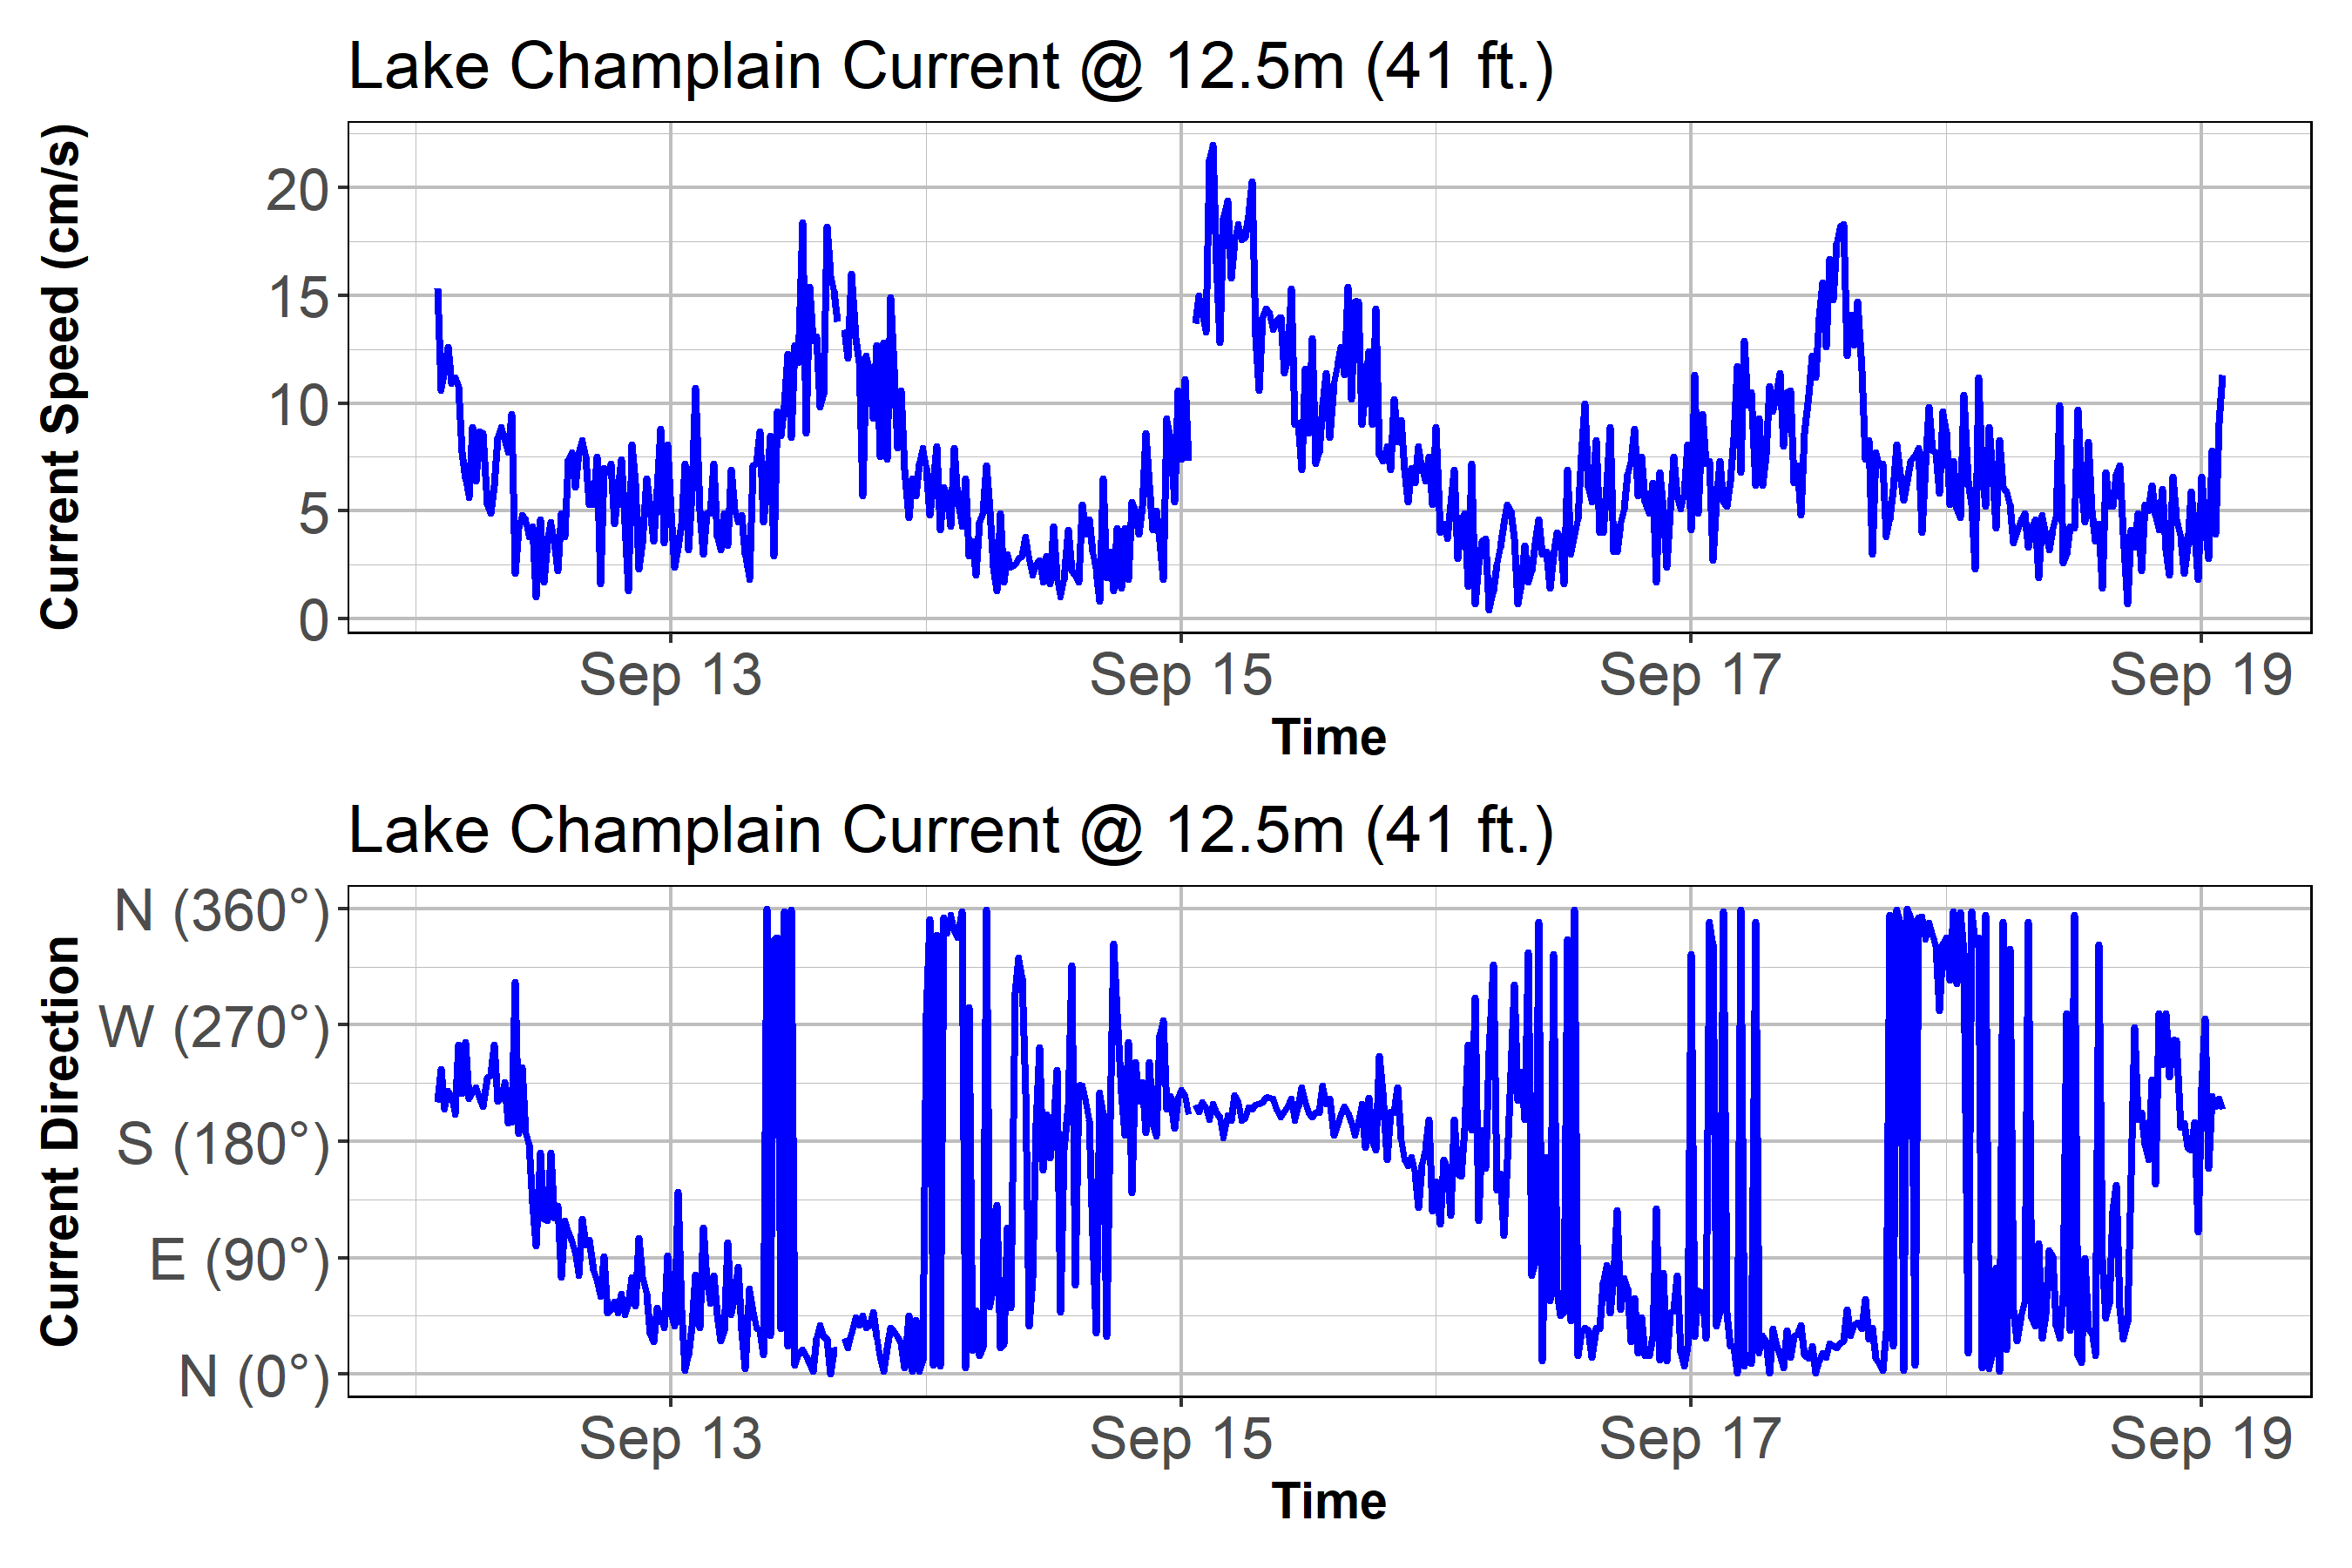 Lake Champlain Current @ 12.5m (41 ft.)
Current Speed (cm/s)
20
15
10
5
0
Sep 13 Sep 15 Sep 17 Sep 19
Time
Lake Champlain Current @ 12.5m (41 ft.)
Current Direction
N (360°)
W (270°)
S (180°)
E (90°)
N (0°)
Sep 13 Sep 15 Sep 17 Sep 19
Time